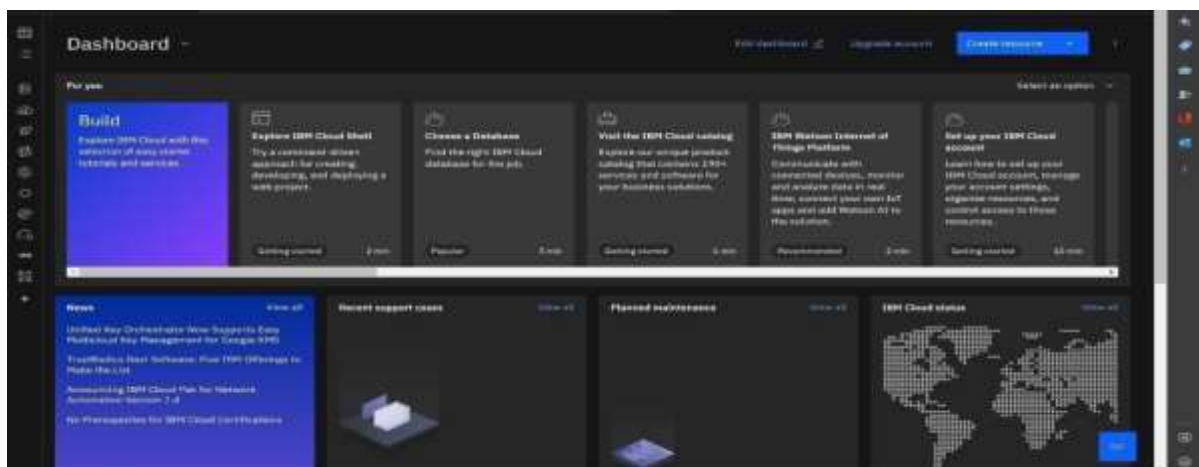 Dashboard
Edit dashboard
Upgrade account
Create resource
For you
Select an option
Build
Explore IBM Cloud with this
selection of easy starter
tutorials and services.
Explore IBM Cloud Shell
Try a command-driven
approach for creating,
developing, and deploying a
web project.
Getting started
2 min
Choose a Database
Find the right IBM Cloud
database for the job.
Popular
5 min
Visit the IBM Cloud catalog
Explore our unique product
catalog that contains 190+
services and software for
your business solutions.
Getting started
IBM Watson Internet of
Things Platform
Communicate with
connected devices, monitor
and analyze data in real
time, connect your own IoT
apps and add Watson AI to
the solution.
Recommended
2 min
Set up your IBM Cloud
account
Learn how to set up your
IBM Cloud account, manage
your account settings,
organize resources, and
control access to those
resources.
Getting started
News
View all
Unified Key Orchestrator Now Supports Easy
Multicloud Key Management for Google KMS
TrustRadius Best Software: Five IBM Offerings to
Make the List
Announcing IBM Cloud Pak for Network
Automation Version 2.4
No Prerequisites for IBM Cloud Certifications
Recent support cases
View all
Planned maintenance
View all
IBM Cloud status
View all